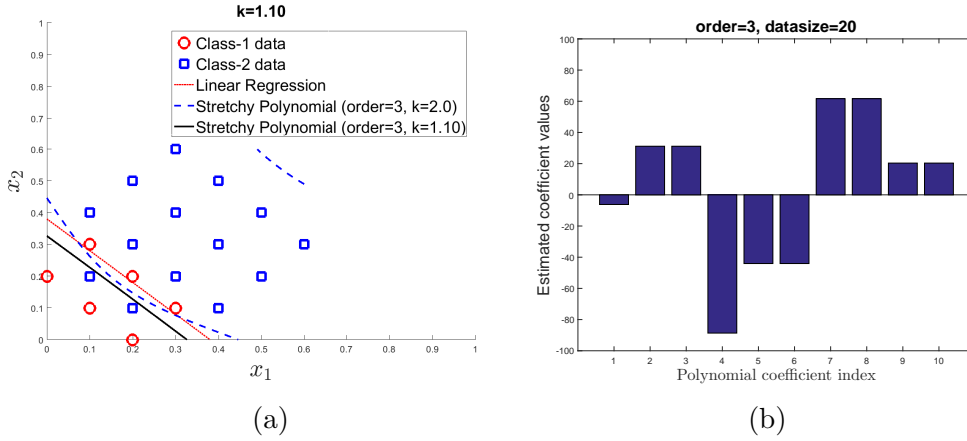 k=1.10
Class-1 data
Class-2 data
Linear Regression
Stretchy Polynomial (order=3, k=2.0)
Stretchy Polynomial (order=3, k=1.10)
x2
1
0.9
0.8
0.7
0.6
0.5
0.4
0.3
0.2
0.1
0
0 0.1 0.2 0.3 0.4 0.5 0.6 0.7 0.8 0.9 1
x1
(a)
order=3, datasize=20
Estimated coefficient values
100
80
60
40
20
0
-20
-40
-60
-80
-100
1 2 3 4 5 6 7 8 9 10
Polynomial coefficient index
(b)